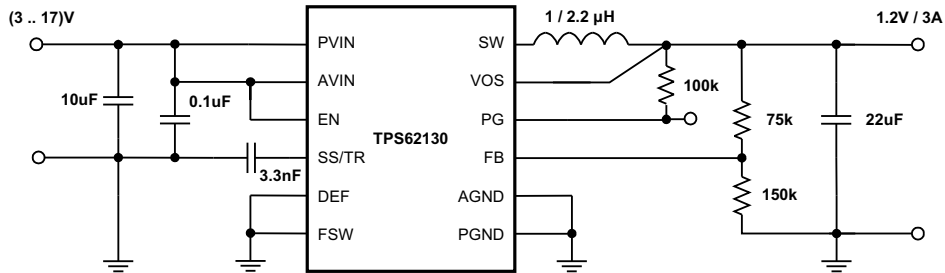 (3 .. 17)V
1 / 2.2 µH
1.2V / 3A
PVIN
SW
AVIN
VOS
10uF
0.1uF
100k
EN
PG
75k
22uF
TPS62130
SS/TR
FB
3.3nF
DEF
AGND
150k
FSW
PGND